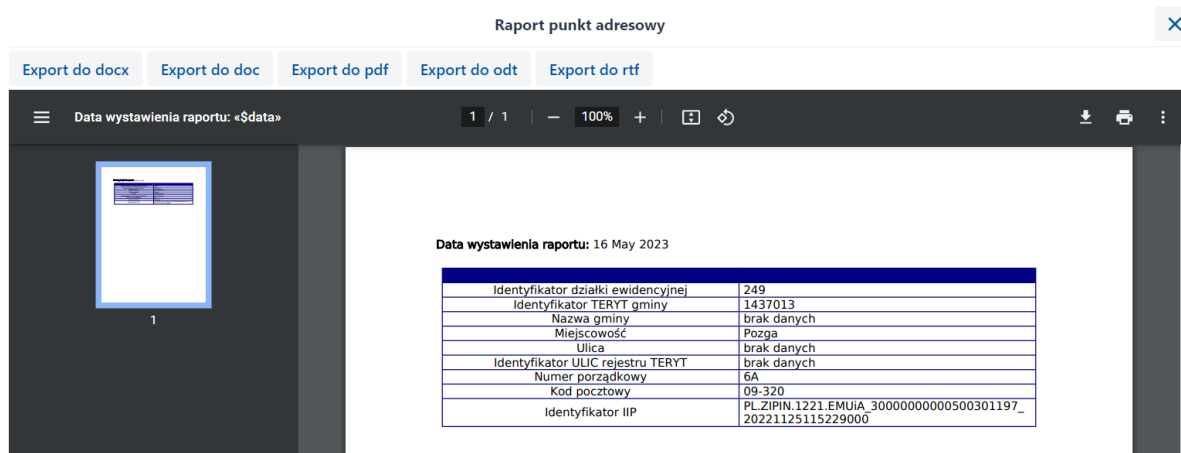 Raport punkt adresowy
Export do docx Export do doc Export do pdf Export do odt Export do rtf
Data wystawienia raportu: «$data» 1 / 1 100%
1
Data wystawienia raportu: 16 May 2023
Identyfikator działki ewidencyjnej 249
Identyfikator TERYT gminy 1437013
Nazwa gminy brak danych
Miejscowość Pozga
Ulica brak danych
Identyfikator ULIC rejestru TERYT brak danych
Numer porządkowy 6A
Kod pocztowy 09-320
Identyfikator IIP PL.ZIPIN.1221.EMUiA_30000000000500301197_
20221125115229000